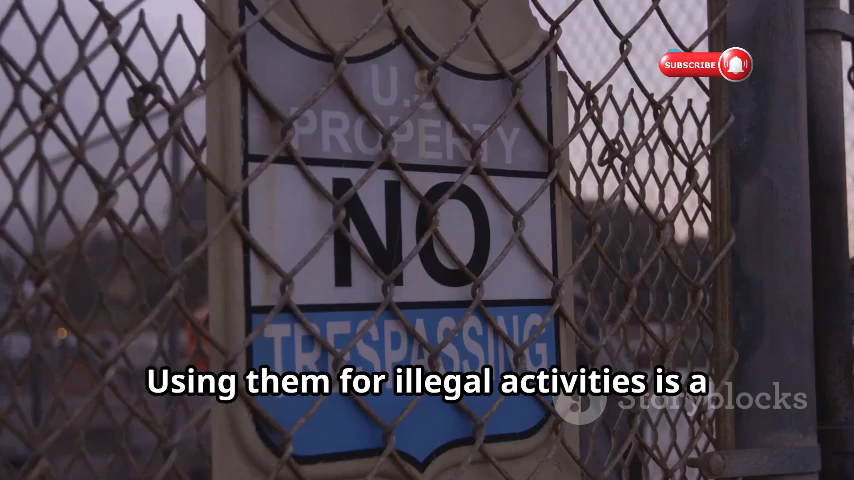 SUBSCRIBE
U.S
PROPERTY
NO
TRESPASSING
Using them for illegal activities is a
Storyblocks